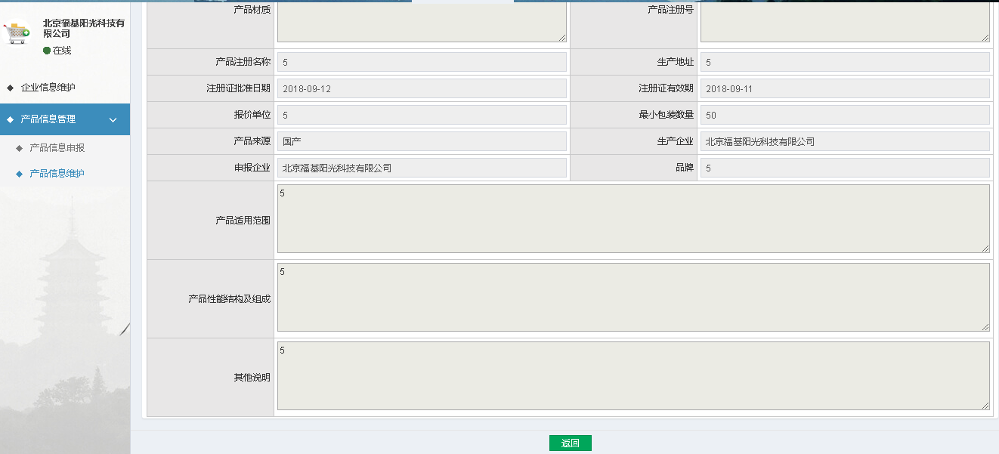 北京福基阳光科技有
限公司
在线
企业信息维护
产品信息管理
产品信息申报
产品信息维护
产品材质 产品注册号
产品注册名称 5 生产地址 5
注册证批准日期 2018-09-12 注册证有效期 2018-09-11
报价单位 5 最小包装数量 50
产品来源 国产 生产企业 北京福基阳光科技有限公司
申报企业 北京福基阳光科技有限公司 品牌 5
产品适用范围 5
产品性能结构及组成 5
其他说明 5
返回